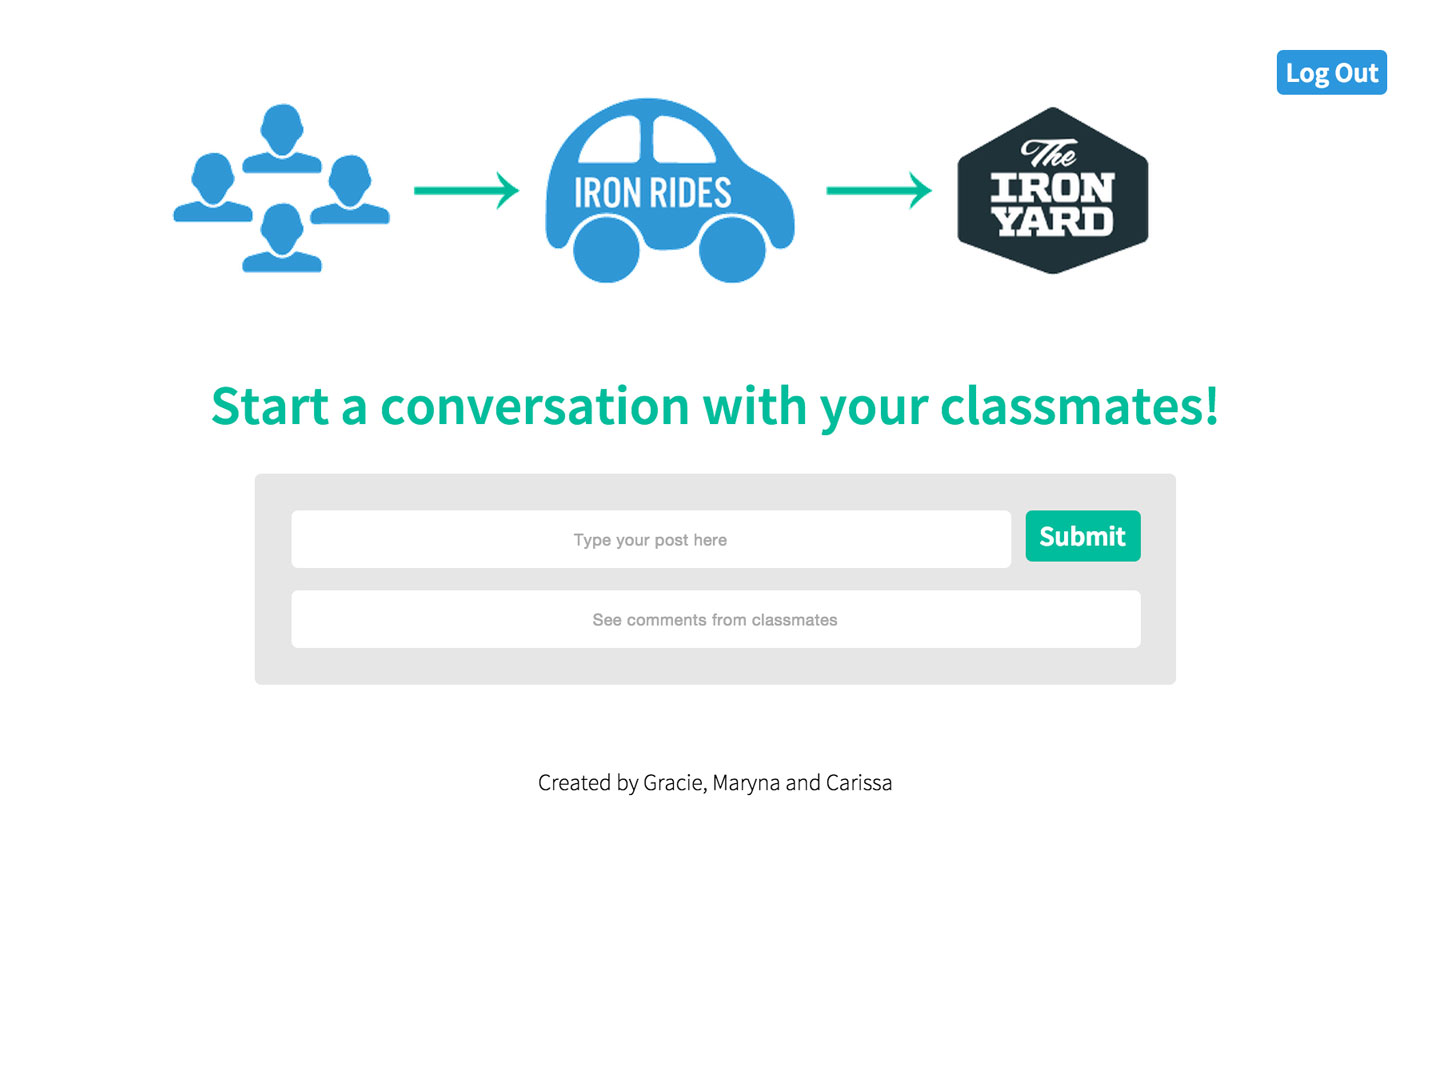 Log Out
IRON RIDES
The
IRON
YARD
Start a conversation with your classmates!
Type your post here
Submit
See comments from classmates
Created by Gracie, Maryna and Carissa